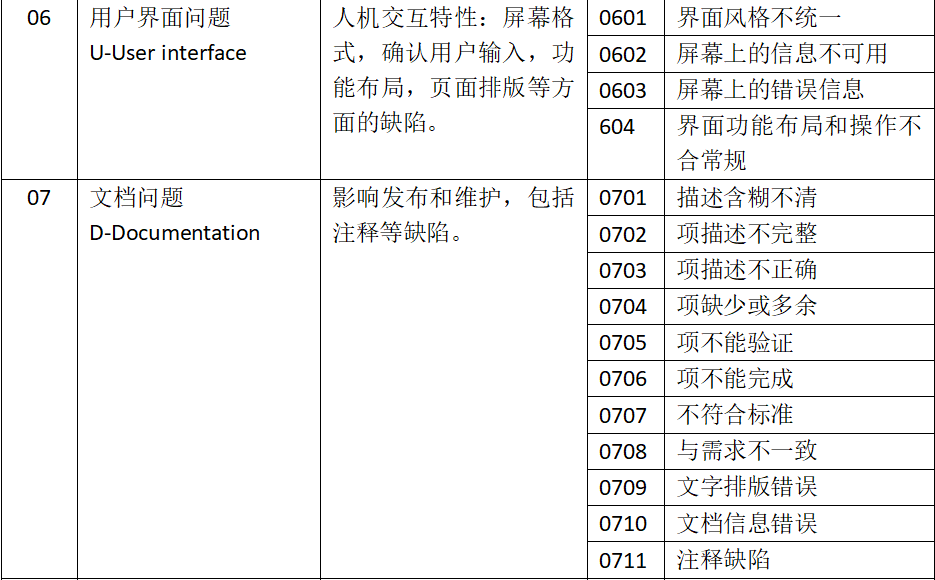 06
用户界面问题
U-User interface
人机交互特性：屏幕格
式，确认用户输入，功
能布局，页面排版等方
面的缺陷。
0601 界面风格不统一
0602 屏幕上的信息不可用
0603 屏幕上的错误信息
604 界面功能布局和操作不
合常规
07
文档问题
D-Documentation
影响发布和维护，包括
注释等缺陷。
0701 描述含糊不清
0702 项描述不完整
0703 项描述不正确
0704 项缺少或多余
0705 项不能验证
0706 项不能完成
0707 不符合标准
0708 与需求不一致
0709 文字排版错误
0710 文档信息错误
0711 注释缺陷